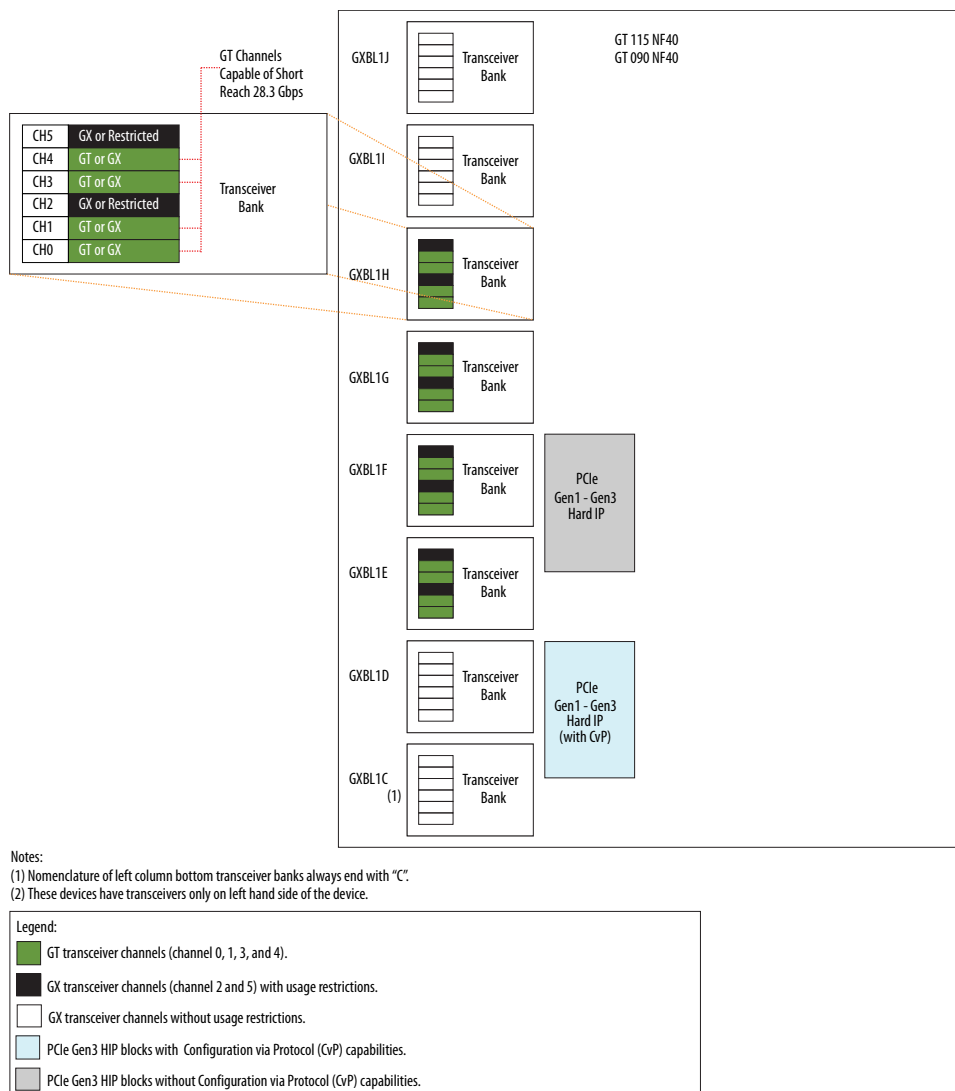 GT 115 NF40
GT 090 NF40
GT Channels
Capable of Short
Reach 28.3 Gbps
CH5 GX or Restricted
CH4 GT or GX
CH3 GT or GX
CH2 GX or Restricted
CH1 GT or GX
CH0 GT or GX
Transceiver
Bank
GXBL1J
Transceiver
Bank
GXBL1I
Transceiver
Bank
GXBL1H
Transceiver
Bank
GXBL1G
Transceiver
Bank
GXBL1F
Transceiver
Bank
PCIe
Gen1 - Gen3
Hard IP
GXBL1E
Transceiver
Bank
GXBL1D
Transceiver
Bank
PCIe
Gen1 - Gen3
Hard IP
(with CvP)
GXBL1C
(1)
Transceiver
Bank
Notes:
(1) Nomenclature of left column bottom transceiver banks always end with “C”.
(2) These devices have transceivers only on left hand side of the device.
Legend:
GT transceiver channels (channel 0, 1, 3, and 4).
GX transceiver channels (channel 2 and 5) with usage restrictions.
GX transceiver channels without usage restrictions.
PCIe Gen3 HIP blocks with Configuration via Protocol (CvP) capabilities.
PCIe Gen3 HIP blocks without Configuration via Protocol (CvP) capabilities.